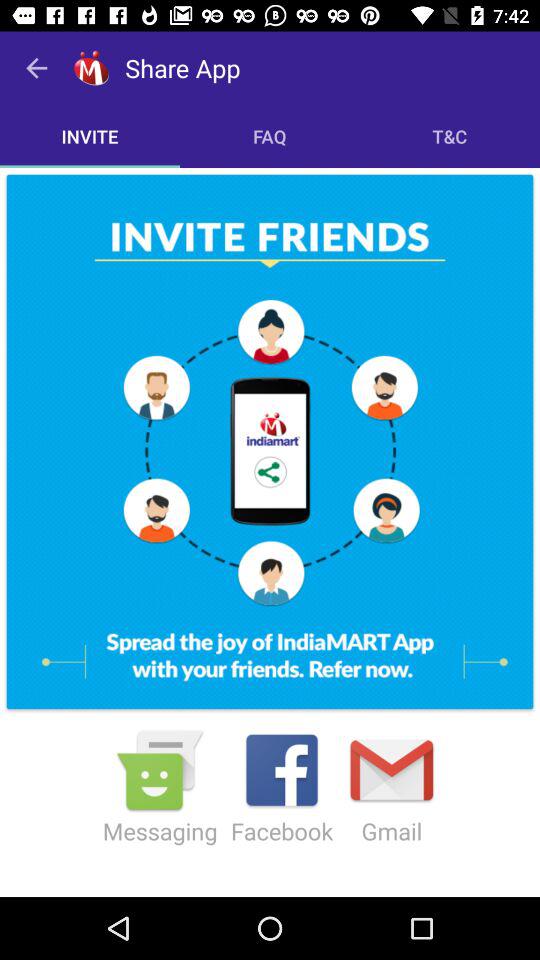 7:42
Share App
INVITE FAQ T&C
INVITE FRIENDS
indiamart
Spread the joy of IndiaMART App
with your friends. Refer now.
Messaging Facebook Gmail